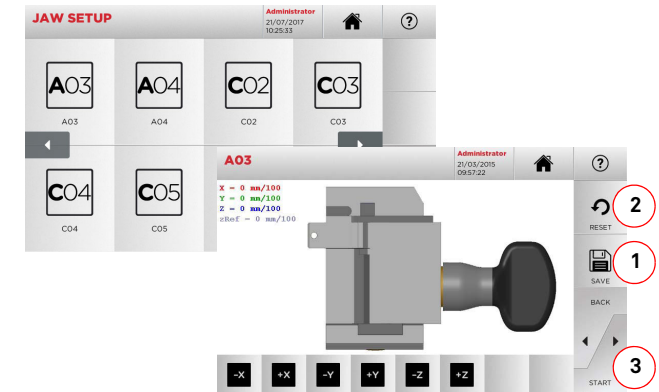 JAW SETUP
Administrator
21/07/2017
10:25:33
?
A03
A04
C02
C03
A03
A04
C02
C03
C04
C05
C04
C05
A03
Administrator
21/03/2015
09:57:22
?
X = 0 mm/100
Y = 0 mm/100
Z = 0 mm/100
zRef = 0 mm/100
RESET
2
SAVE
1
BACK
START
3
-X
+X
-Y
+Y
-Z
+Z